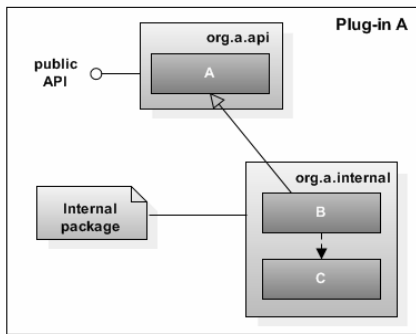 Plug-in A
org.a.api
public
API
A
org.a.internal
Internal
package
B
C